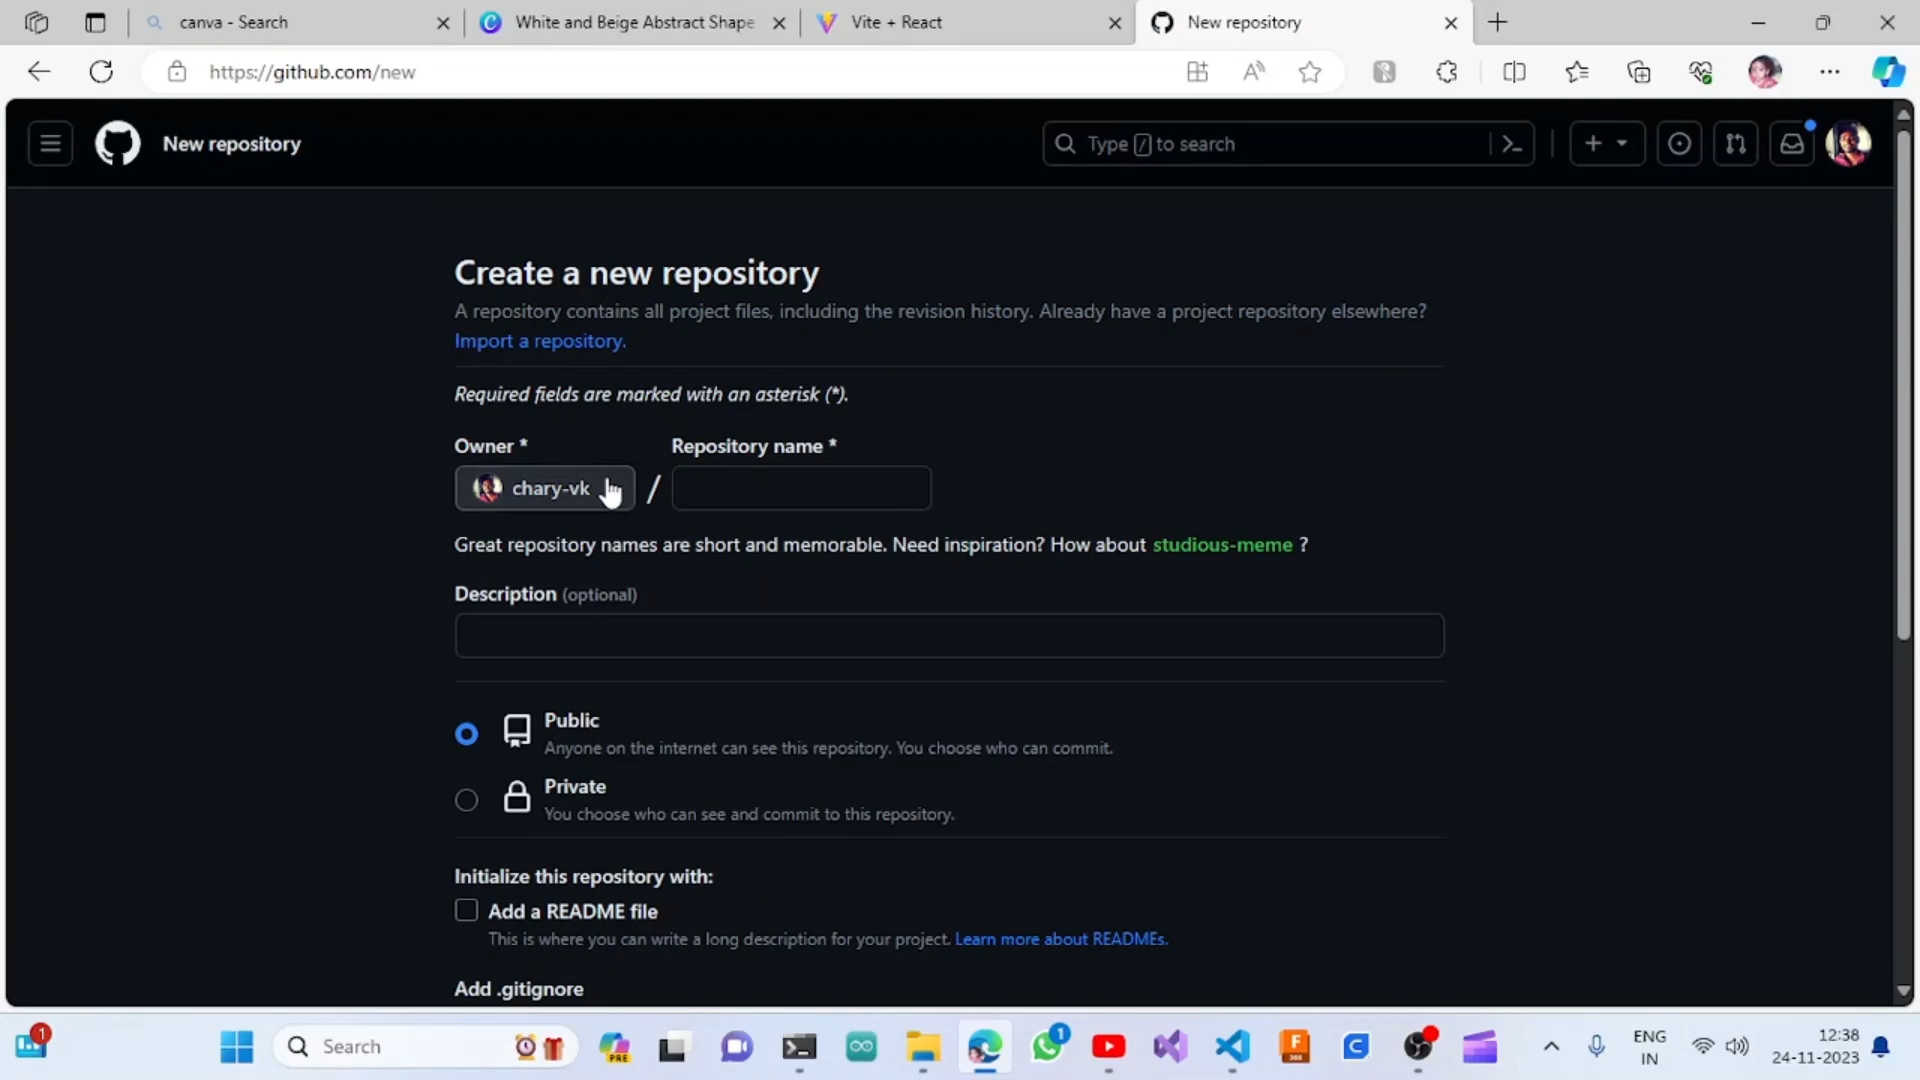 canva - Search
White and Beige Abstract Shape
Vite + React
New repository
https://github.com/new
New repository
Type / to search
Create a new repository
A repository contains all project files, including the revision history. Already have a project repository elsewhere?
Import a repository.
Required fields are marked with an asterisk (*).
Owner *
Repository name *
chary-vk
/
Great repository names are short and memorable. Need inspiration? How about studious-meme ?
Description (optional)
Public
Anyone on the internet can see this repository. You choose who can commit.
Private
You choose who can see and commit to this repository.
Initialize this repository with:
Add a README file
This is where you can write a long description for your project. Learn more about READMEs.
Add .gitignore
1
Search
PRE
1
F
360
C
ENG
IN
12:38
24-11-2023